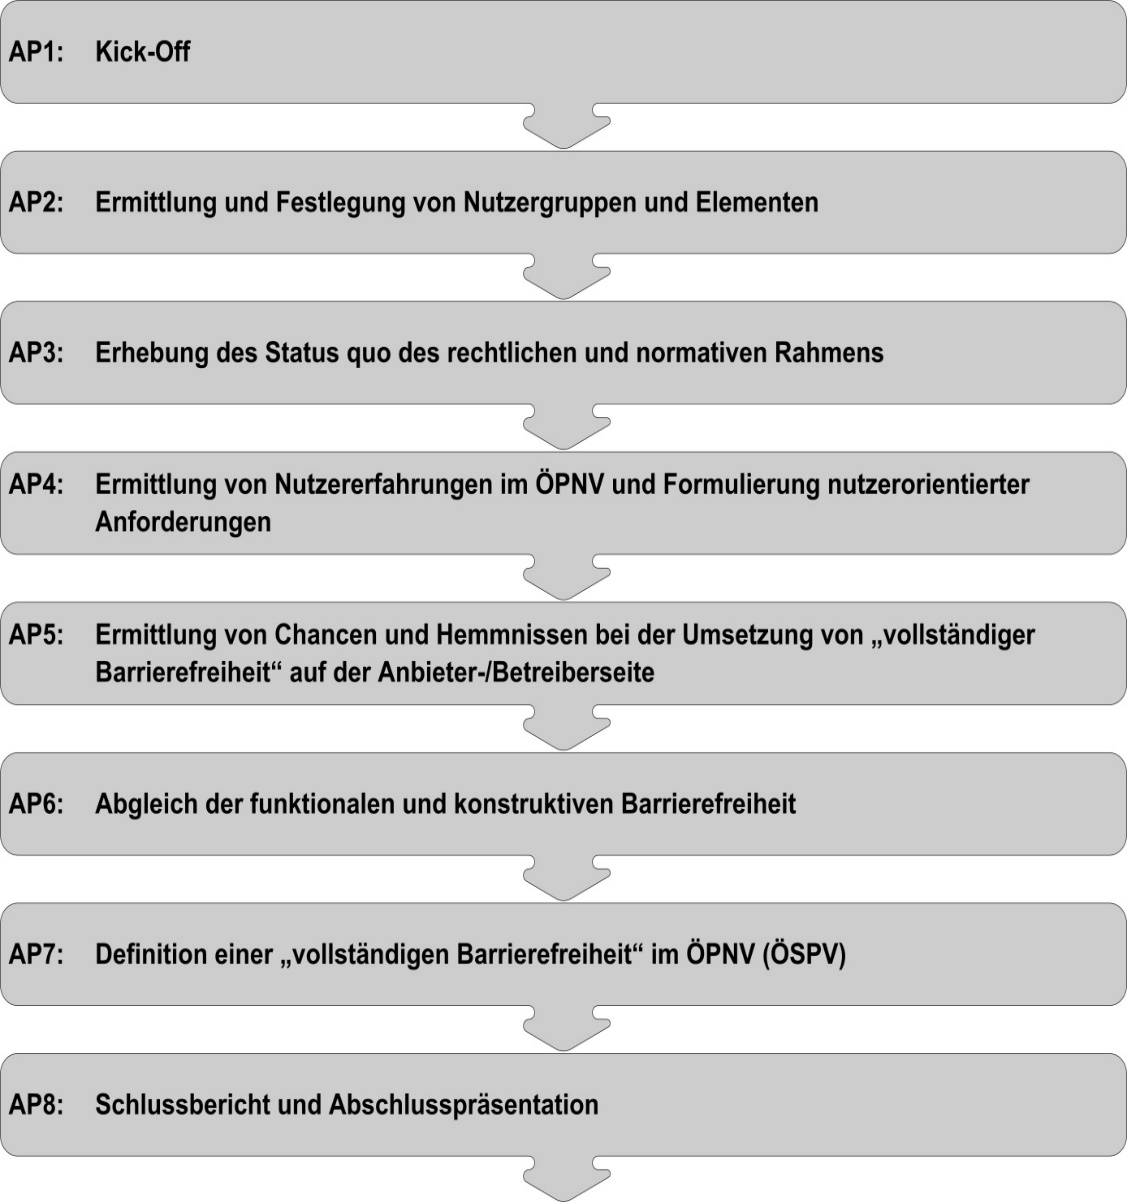 AP1: Kick-Off
AP2: Ermittlung und Festlegung von Nutzergruppen und Elementen
AP3: Erhebung des Status quo des rechtlichen und normativen Rahmens
AP4: Ermittlung von Nutzererfahrungen im ÖPNV und Formulierung nutzerorientierter
Anforderungen
AP5: Ermittlung von Chancen und Hemmnissen bei der Umsetzung von „vollständiger
Barrierefreiheit“ auf der Anbieter-/Betreiberseite
AP6: Abgleich der funktionalen und konstruktiven Barrierefreiheit
AP7: Definition einer „vollständigen Barrierefreiheit“ im ÖPNV (ÖSPV)
AP8: Schlussbericht und Abschlusspräsentation